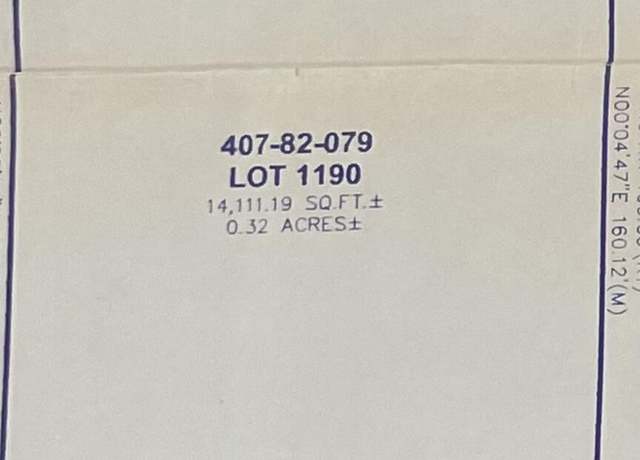 407-82-079
LOT 1190
14,111.19 SQ.FT.±
0.32 ACRES±
N00°04'47"E 160.12'(M)